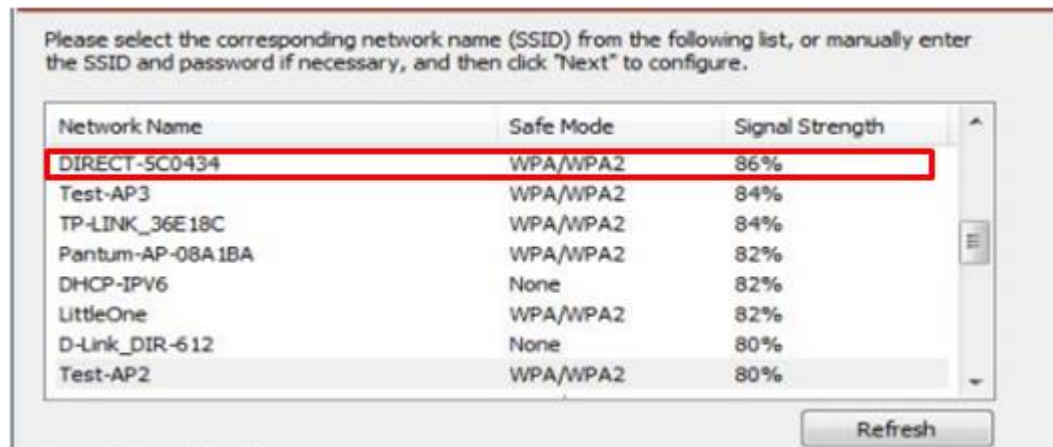 Please select the corresponding network name (SSID) from the following list, or manually enter
the SSID and password if necessary, and then click "Next" to configure.
Network Name Safe Mode Signal Strength
DIRECT-5C0434 WPA/WPA2 86%
Test-AP3 WPA/WPA2 84%
TP-LINK_36E18C WPA/WPA2 84%
Pantum-AP-08A1BA WPA/WPA2 82%
DHCP-IPV6 None 82%
LittleOne WPA/WPA2 82%
D-Link_DIR-612 None 80%
Test-AP2 WPA/WPA2 80%
Refresh